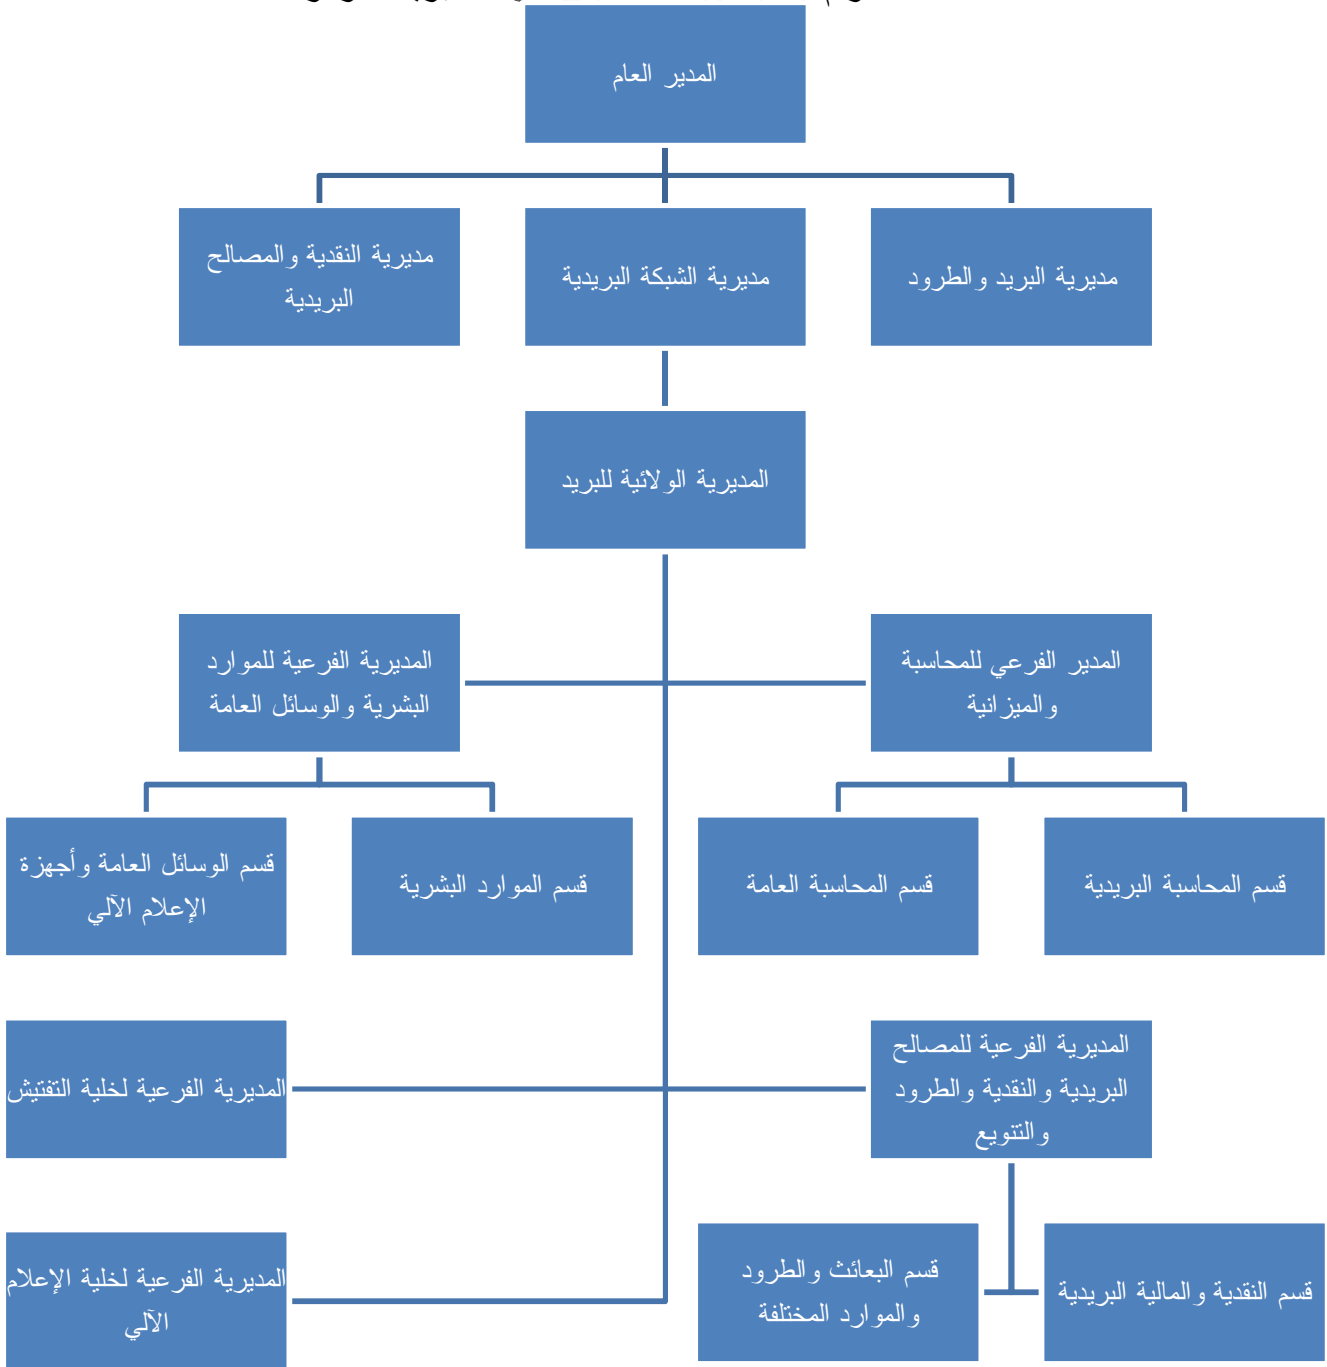 المدير العام
مديرية البريد والطرود
مديرية الشبكة البريدية
مديرية النقدية والمصالح
البريدية
المديرية الولائية للبريد
المدير الفرعي للمحاسبة
والميزانية
المديرية الفرعية للموارد
البشرية والوسائل العامة
قسم المحاسبة البريدية
قسم المحاسبة العامة
قسم الموارد البشرية
قسم الوسائل العامة وأجهزة
الإعلام الآلي
المديرية الفرعية للمصالح
البريدية والنقدية والطرود
والتنويع
المديرية الفرعية لخلية التفتيش
قسم النقدية والمالية البريدية
قسم البعائث والطرود
والموارد المختلفة
المديرية الفرعية لخلية الإعلام
الآلي